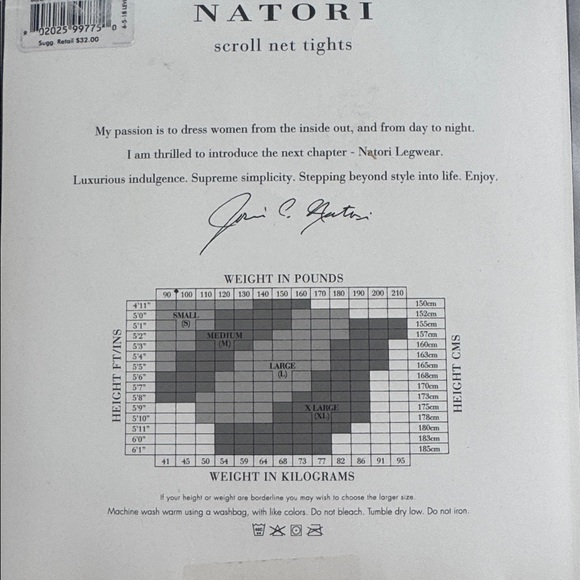 02025 99775 0
Sugg. Retail $32.00
NATORI
scroll net tights
My passion is to dress women from the inside out, and from day to night.
I am thrilled to introduce the next chapter - Natori Legwear.
Luxurious indulgence. Supreme simplicity. Stepping beyond style into life. Enjoy.
Josie C. Natori
WEIGHT IN POUNDS
90 100 110 120 130 140 150 160 170 180 190 200 210
4'11" 150cm
5'0" SMALL 152cm
5'1" (S) 155cm
5'2" MEDIUM 157cm
5'3" (M) 160cm
5'4" 163cm
5'5" LARGE 165cm
5'6" (L) 168cm
5'7" 170cm
5'8" 173cm
5'9" X LARGE 175cm
5'10" (XL) 178cm
5'11" 180cm
6'0" 183cm
6'1" 185cm
HEIGHT FT/INS
HEIGHT CMS
41 45 50 54 59 64 68 73 77 82 86 91 95
WEIGHT IN KILOGRAMS
If your height or weight are borderline you may wish to choose the larger size.
Machine wash warm using a washbag, with like colors. Do not bleach. Tumble dry low. Do not iron.